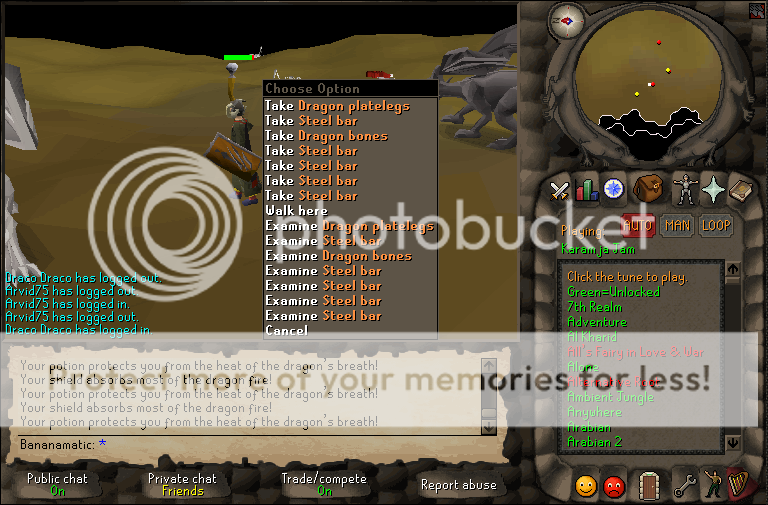 Choose Option
Take Dragon platelegs
Take Steel bar
Take Dragon bones
Take Steel bar
Take Steel bar
Take Steel bar
Take Steel bar
Walk here
Examine Dragon platelegs
Examine Steel bar
Examine Dragon bones
Examine Steel bar
Examine Steel bar
Examine Steel bar
Examine Steel bar
Cancel
photobucket
Draco Draco has logged out.
Arvid75 has logged out.
Arvid75 has logged in.
Arvid75 has logged out.
Draco Draco has logged in.
more of your memories for less!
Your potion protects you from the heat of the dragon's breath!
Your shield absorbs most of the dragon fire!
Your potion protects you from the heat of the dragon's breath!
Your shield absorbs most of the dragon fire!
Your potion protects you from the heat of the dragon's breath!
Bananamatic: *
Public chat
On
Private chat
Friends
Trade/compete
On
Report abuse
Playing:
AUTO
MAN
LOOP
Karamja Jam
Click the tune to play.
Green=Unlocked
7th Realm
Adventure
Al Kharid
All's Fairy in Love & War
Alone
Ambient Jungle
Anywhere
Arabian
Arabian 2